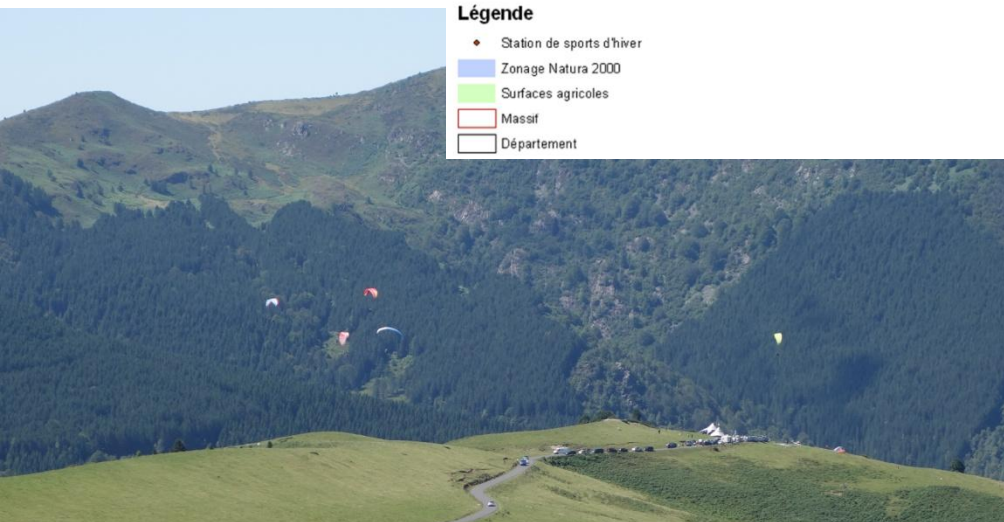 Légende
Station de sports d'hiver
Zonage Natura 2000
Surfaces agricoles
Massif
Département